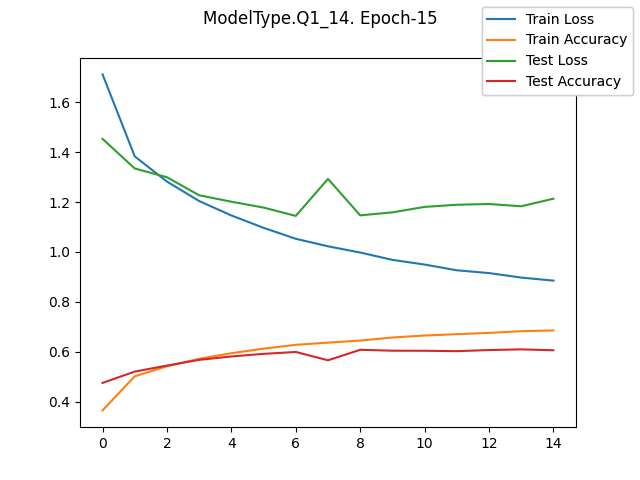 ModelType.Q1_14. Epoch-15
Train Loss
Train Accuracy
Test Loss
Test Accuracy
1.6
1.4
1.2
1.0
0.8
0.6
0.4
0 2 4 6 8 10 12 14